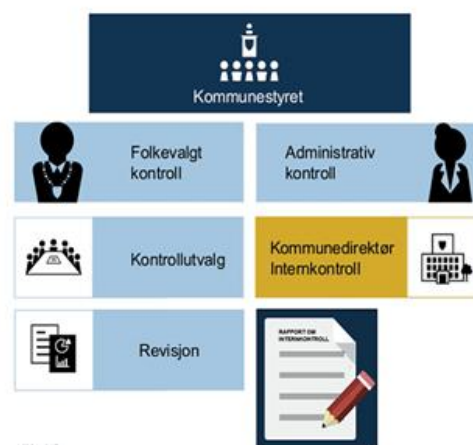 Kommunestyret
Folkevalgt
kontroll
Administrativ
kontroll
Kontrollutvalg
Kommunedirektør
Internkontroll
Revisjon
RAPPORT OM
INTERNKONTROLL